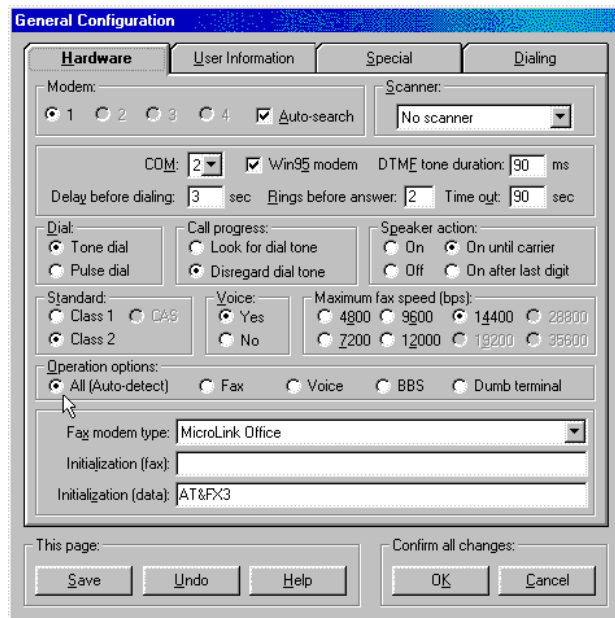 General Configuration
Hardware User Information Special Dialing
Modem: Scanner:
1 2 3 4 Auto-search No scanner
COM: 2 Win95 modem DTMF tone duration: 90 ms
Delay before dialing: 3 sec Rings before answer: 2 Time out: 90 sec
Dial: Call progress: Speaker action:
Tone dial Look for dial tone On On until carrier
Pulse dial Disregard dial tone Off On after last digit
Standard: Voice: Maximum fax speed (bps):
Class 1 CAS Yes 4800 9600 14400 28800
Class 2 No 7200 12000 19200 35600
Operation options:
All (Auto-detect) Fax Voice BBS Dumb terminal
Fax modem type: MicroLink Office
Initialization (fax):
Initialization (data): AT&FX3
This page: Confirm all changes:
Save Undo Help OK Cancel